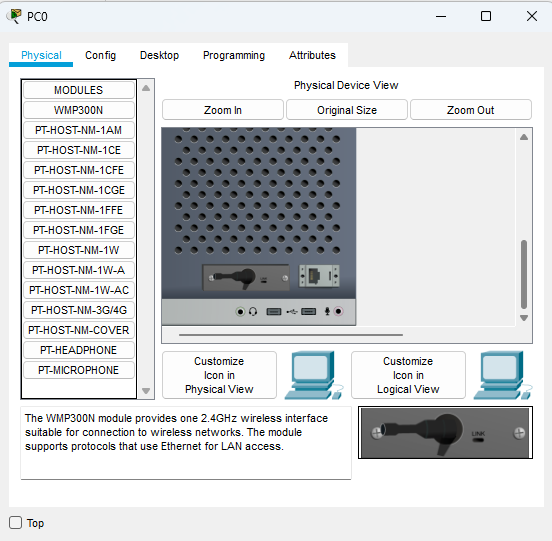 PC0
Physical
Config
Desktop
Programming
Attributes
MODULES
WMP300N
PT-HOST-NM-1AM
PT-HOST-NM-1CE
PT-HOST-NM-1CFE
PT-HOST-NM-1CGE
PT-HOST-NM-1FFE
PT-HOST-NM-1FGE
PT-HOST-NM-1W
PT-HOST-NM-1W-A
PT-HOST-NM-1W-AC
PT-HOST-NM-3G/4G
PT-HOST-NM-COVER
PT-HEADPHONE
PT-MICROPHONE
Physical Device View
Zoom In
Original Size
Zoom Out
Customize
Icon in
Physical View
Customize
Icon in
Logical View
The WMP300N module provides one 2.4GHz wireless interface
suitable for connection to wireless networks. The module
supports protocols that use Ethernet for LAN access.
LINK
Top